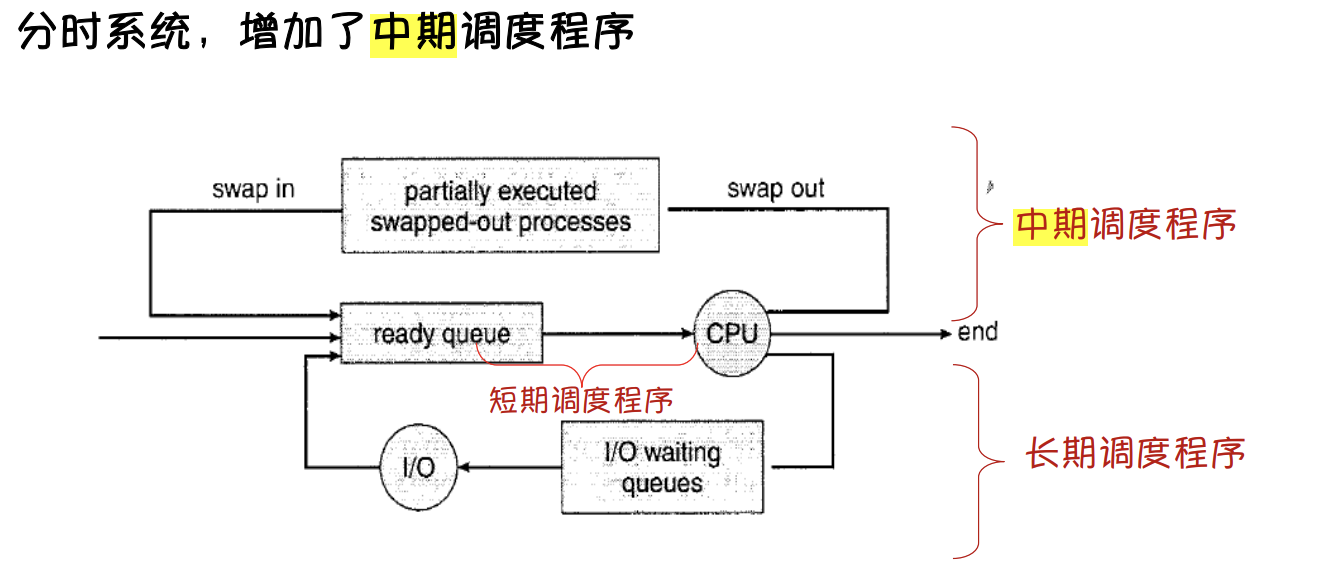 分时系统，增加了中期调度程序
swap in
partially executed
swapped-out processes
swap out
中期调度程序
ready queue
CPU
end
短期调度程序
I/O
I/O waiting
queues
长期调度程序